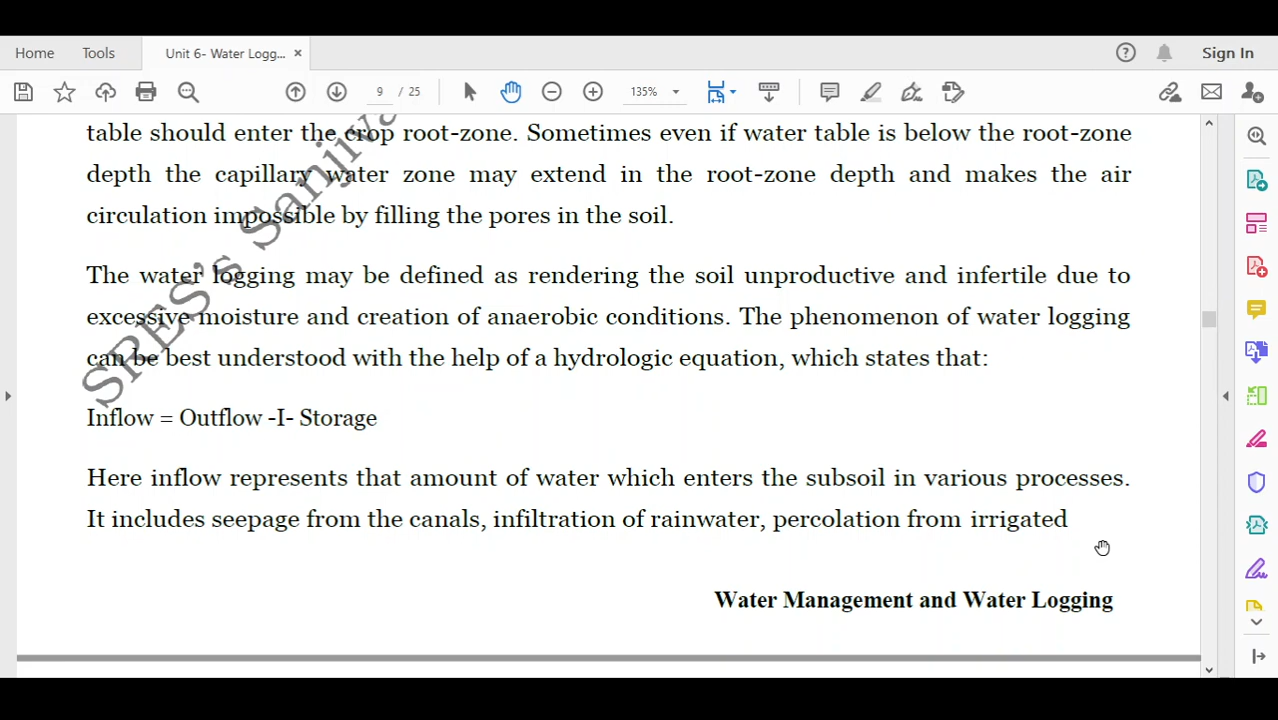 Home Tools Unit 6- Water Logg... × Sign In
9 / 25 135%
table should enter the crop root-zone. Sometimes even if water table is below the root-zone
depth the capillary water zone may extend in the root-zone depth and makes the air
circulation impossible by filling the pores in the soil.
The water logging may be defined as rendering the soil unproductive and infertile due to
excessive moisture and creation of anaerobic conditions. The phenomenon of water logging
can be best understood with the help of a hydrologic equation, which states that:
Inflow = Outflow -I- Storage
Here inflow represents that amount of water which enters the subsoil in various processes.
It includes seepage from the canals, infiltration of rainwater, percolation from irrigated
Water Management and Water Logging
SRES's